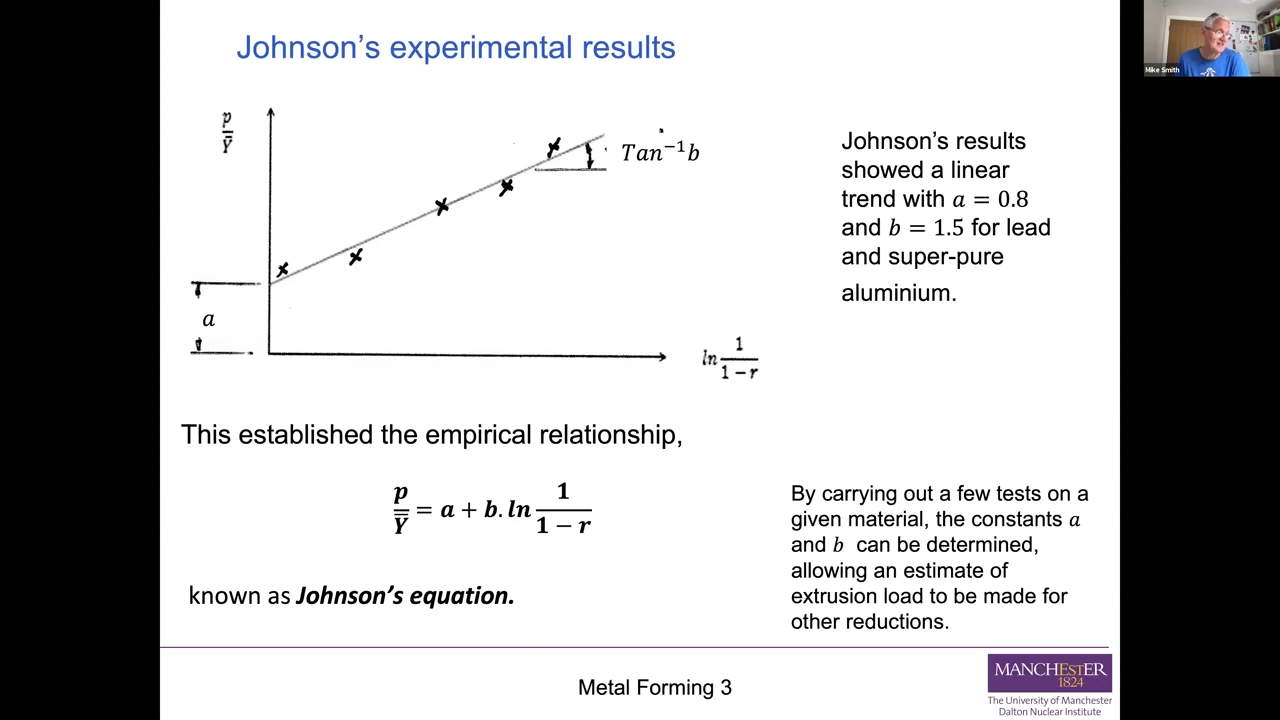 Johnson’s experimental results
Mike Smith
p
Y̿
Tan⁻¹b
a
ln 1
1 − r
Johnson’s results
showed a linear
trend with a = 0.8
and b = 1.5 for lead
and super-pure
aluminium.
This established the empirical relationship,
p/Y̿ = a + b. ln 1/(1 − r)
known as Johnson’s equation.
By carrying out a few tests on a
given material, the constants a
and b can be determined,
allowing an estimate of
extrusion load to be made for
other reductions.
Metal Forming 3
MANCHESTER
1824
The University of Manchester
Dalton Nuclear Institute